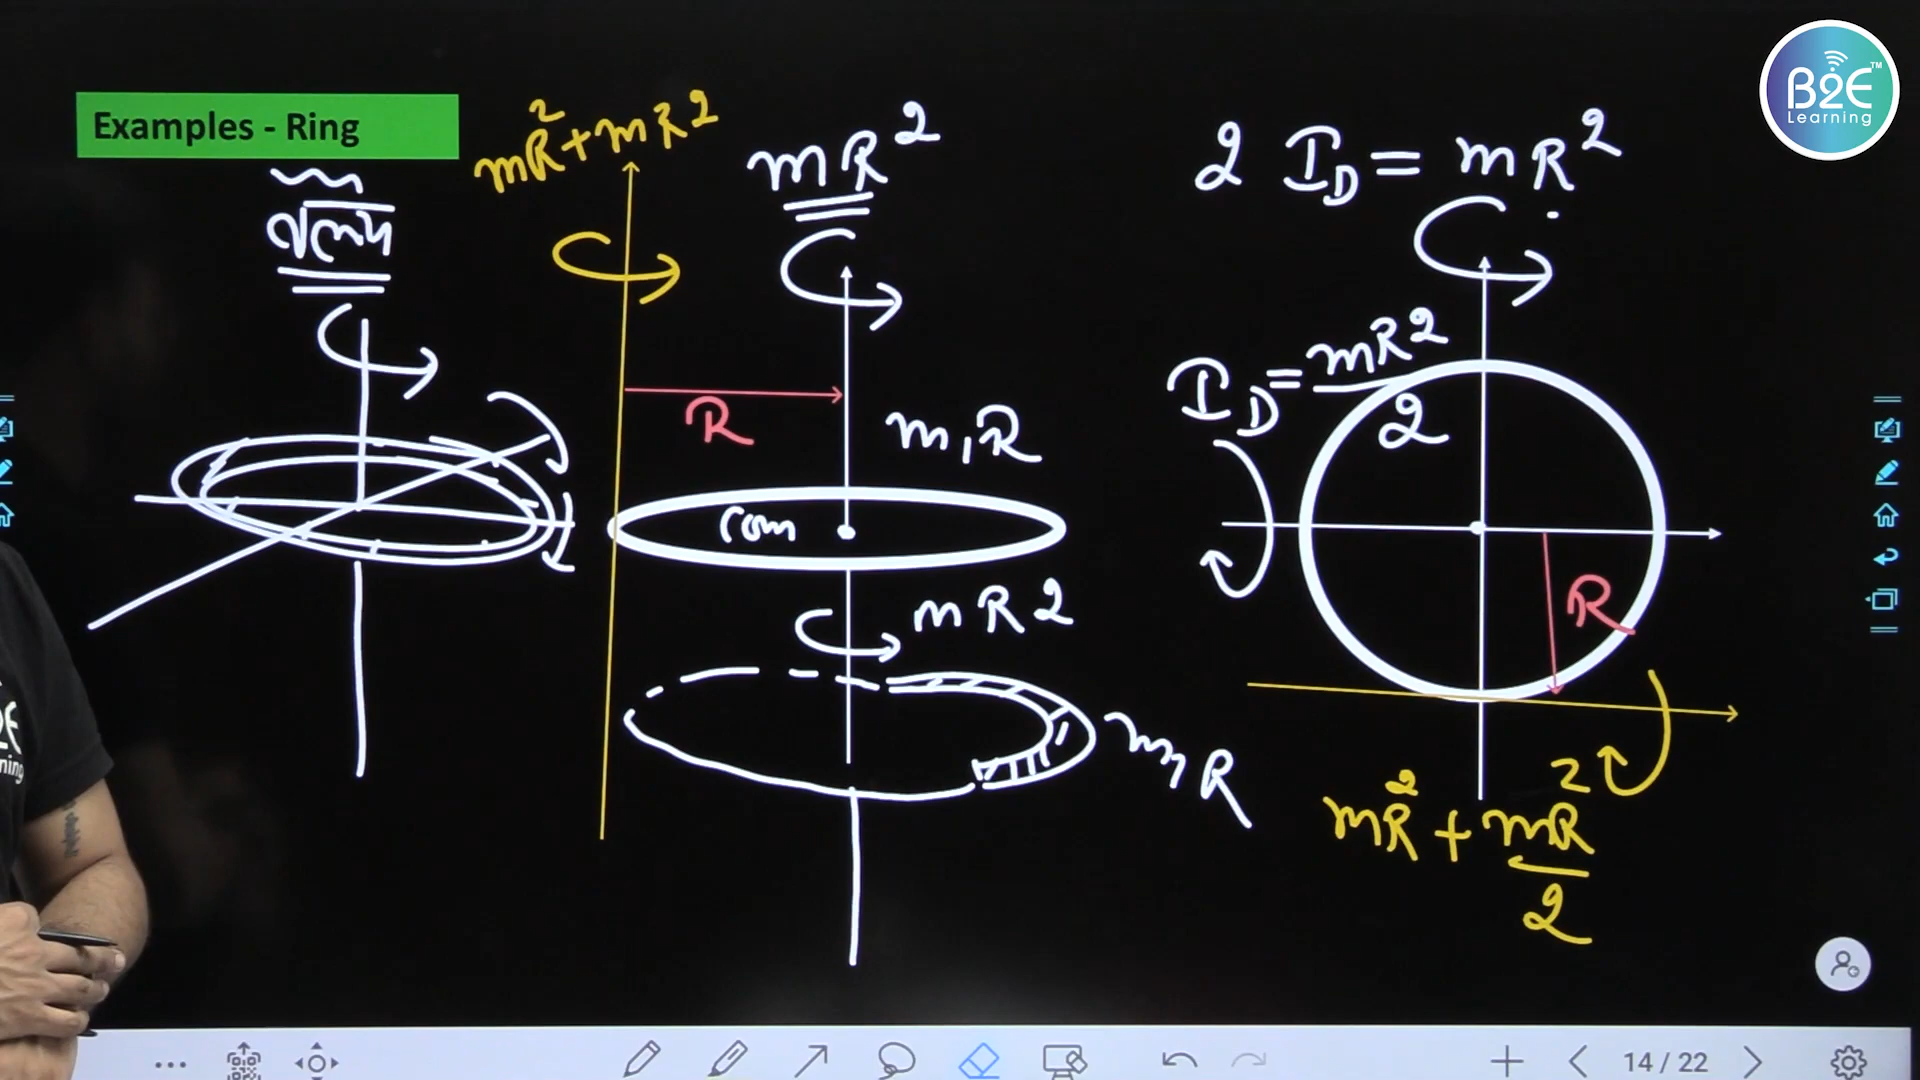 B2E™
Learning
Examples - Ring
वलय
mR²+mR2
mR2
2 I_D = mR2
I_D = mR2
2
R
m,R
com
mR2
m,R
R
mR²+mR2
2
14 / 22